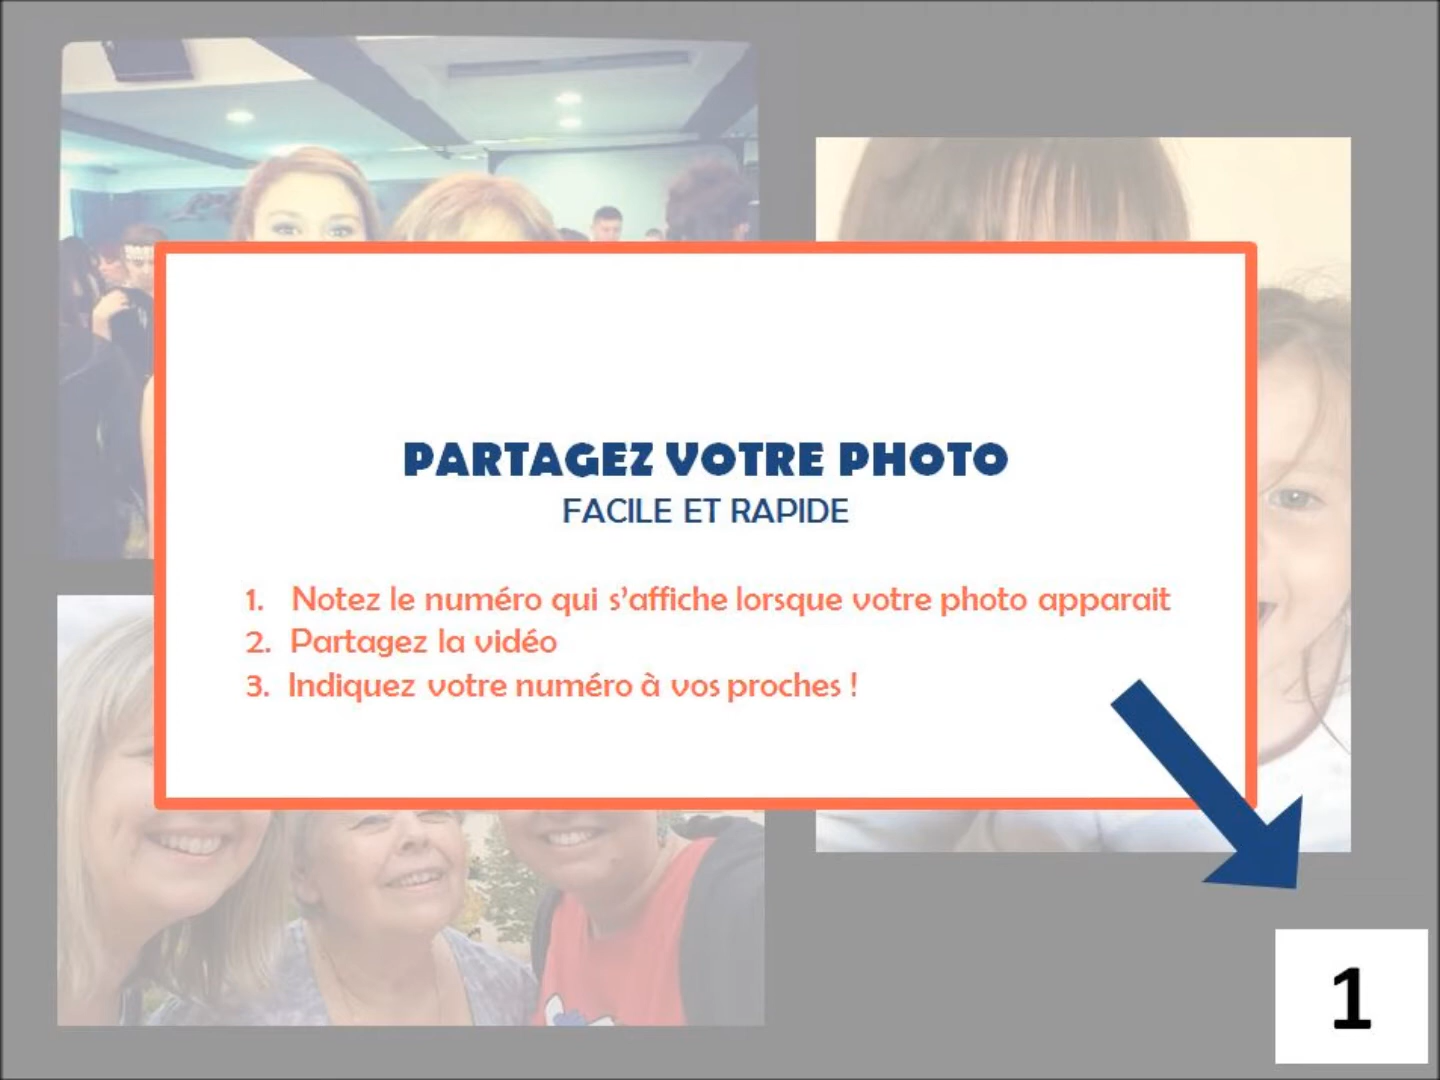 PARTAGEZ VOTRE PHOTO
FACILE ET RAPIDE
1. Notez le numéro qui s'affiche lorsque votre photo apparait
2. Partagez la vidéo
3. Indiquez votre numéro à vos proches !
1